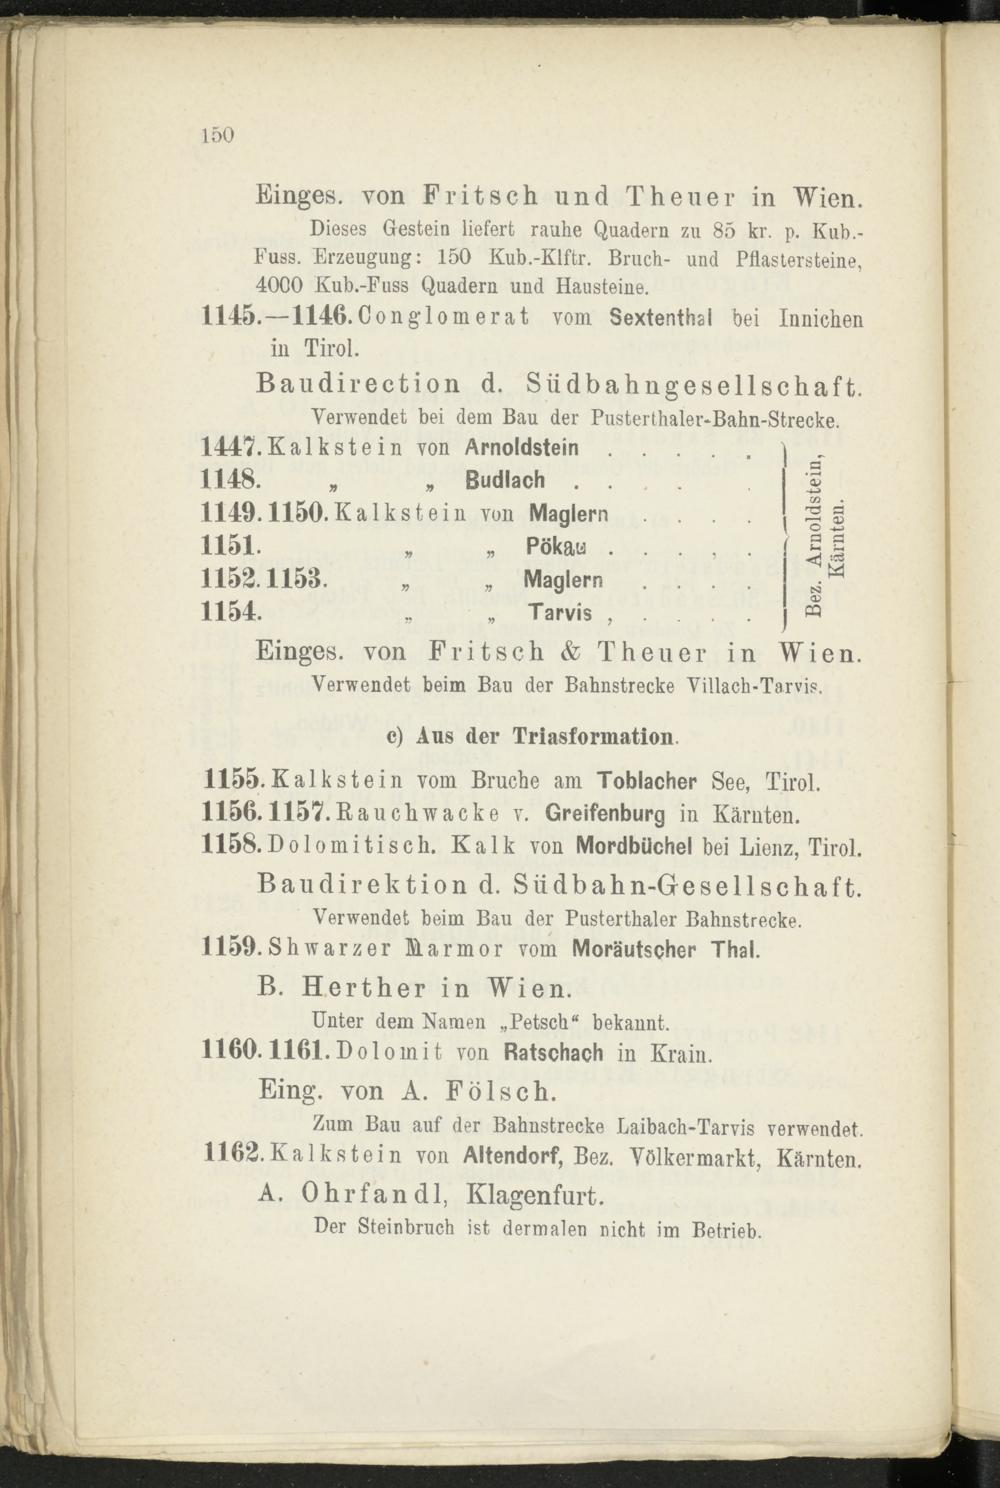 150
Einges. von Fritsch und Theuer in Wien.
Dieses Gestein liefert rauhe Quadern zu 85 kr. p. Kub.-
Fuss. Erzeugung: 150 Kub.-Klftr. Bruch- und Pflastersteine,
4000 Kub.-Fuss Quadern und Hausteine.
1145.—1146. Conglomerat vom Sextenthal bei Innichen
in Tirol.
Baudirection d. Südbahngesellschaft.
Verwendet bei dem Bau der Pusterthaler-Bahn-Strecke.
1447. Kalkstein von Arnoldstein . . . . .
1148. „ „ Budlach . . . . .
1149. 1150. Kalkstein von Maglern . . . .
1151. „ „ Pökau . . . , .
1152. 1153. „ „ Maglern . . . .
1154. „ „ Tarvis , . . . .
Bez. Arnoldstein,
Kärnten.
Einges. von Fritsch & Theuer in Wien.
Verwendet beim Bau der Bahnstrecke Villach-Tarvis.
c) Aus der Triasformation.
1155. Kalkstein vom Bruche am Toblacher See, Tirol.
1156. 1157. Rauchwacke v. Greifenburg in Kärnten.
1158. Dolomitisch. Kalk von Mordbüchel bei Lienz, Tirol.
Baudirektion d. Südbahn-Gesellschaft.
Verwendet beim Bau der Pusterthaler Bahnstrecke.
1159. Shwarzer Marmor vom Moräutscher Thal.
B. Herther in Wien.
Unter dem Namen „Petsch“ bekannt.
1160. 1161. Dolomit von Ratschach in Krain.
Eing. von A. Fölsch.
Zum Bau auf der Bahnstrecke Laibach-Tarvis verwendet.
1162. Kalkstein von Altendorf, Bez. Völkermarkt, Kärnten.
A. Ohrfandl, Klagenfurt.
Der Steinbruch ist dermalen nicht im Betrieb.